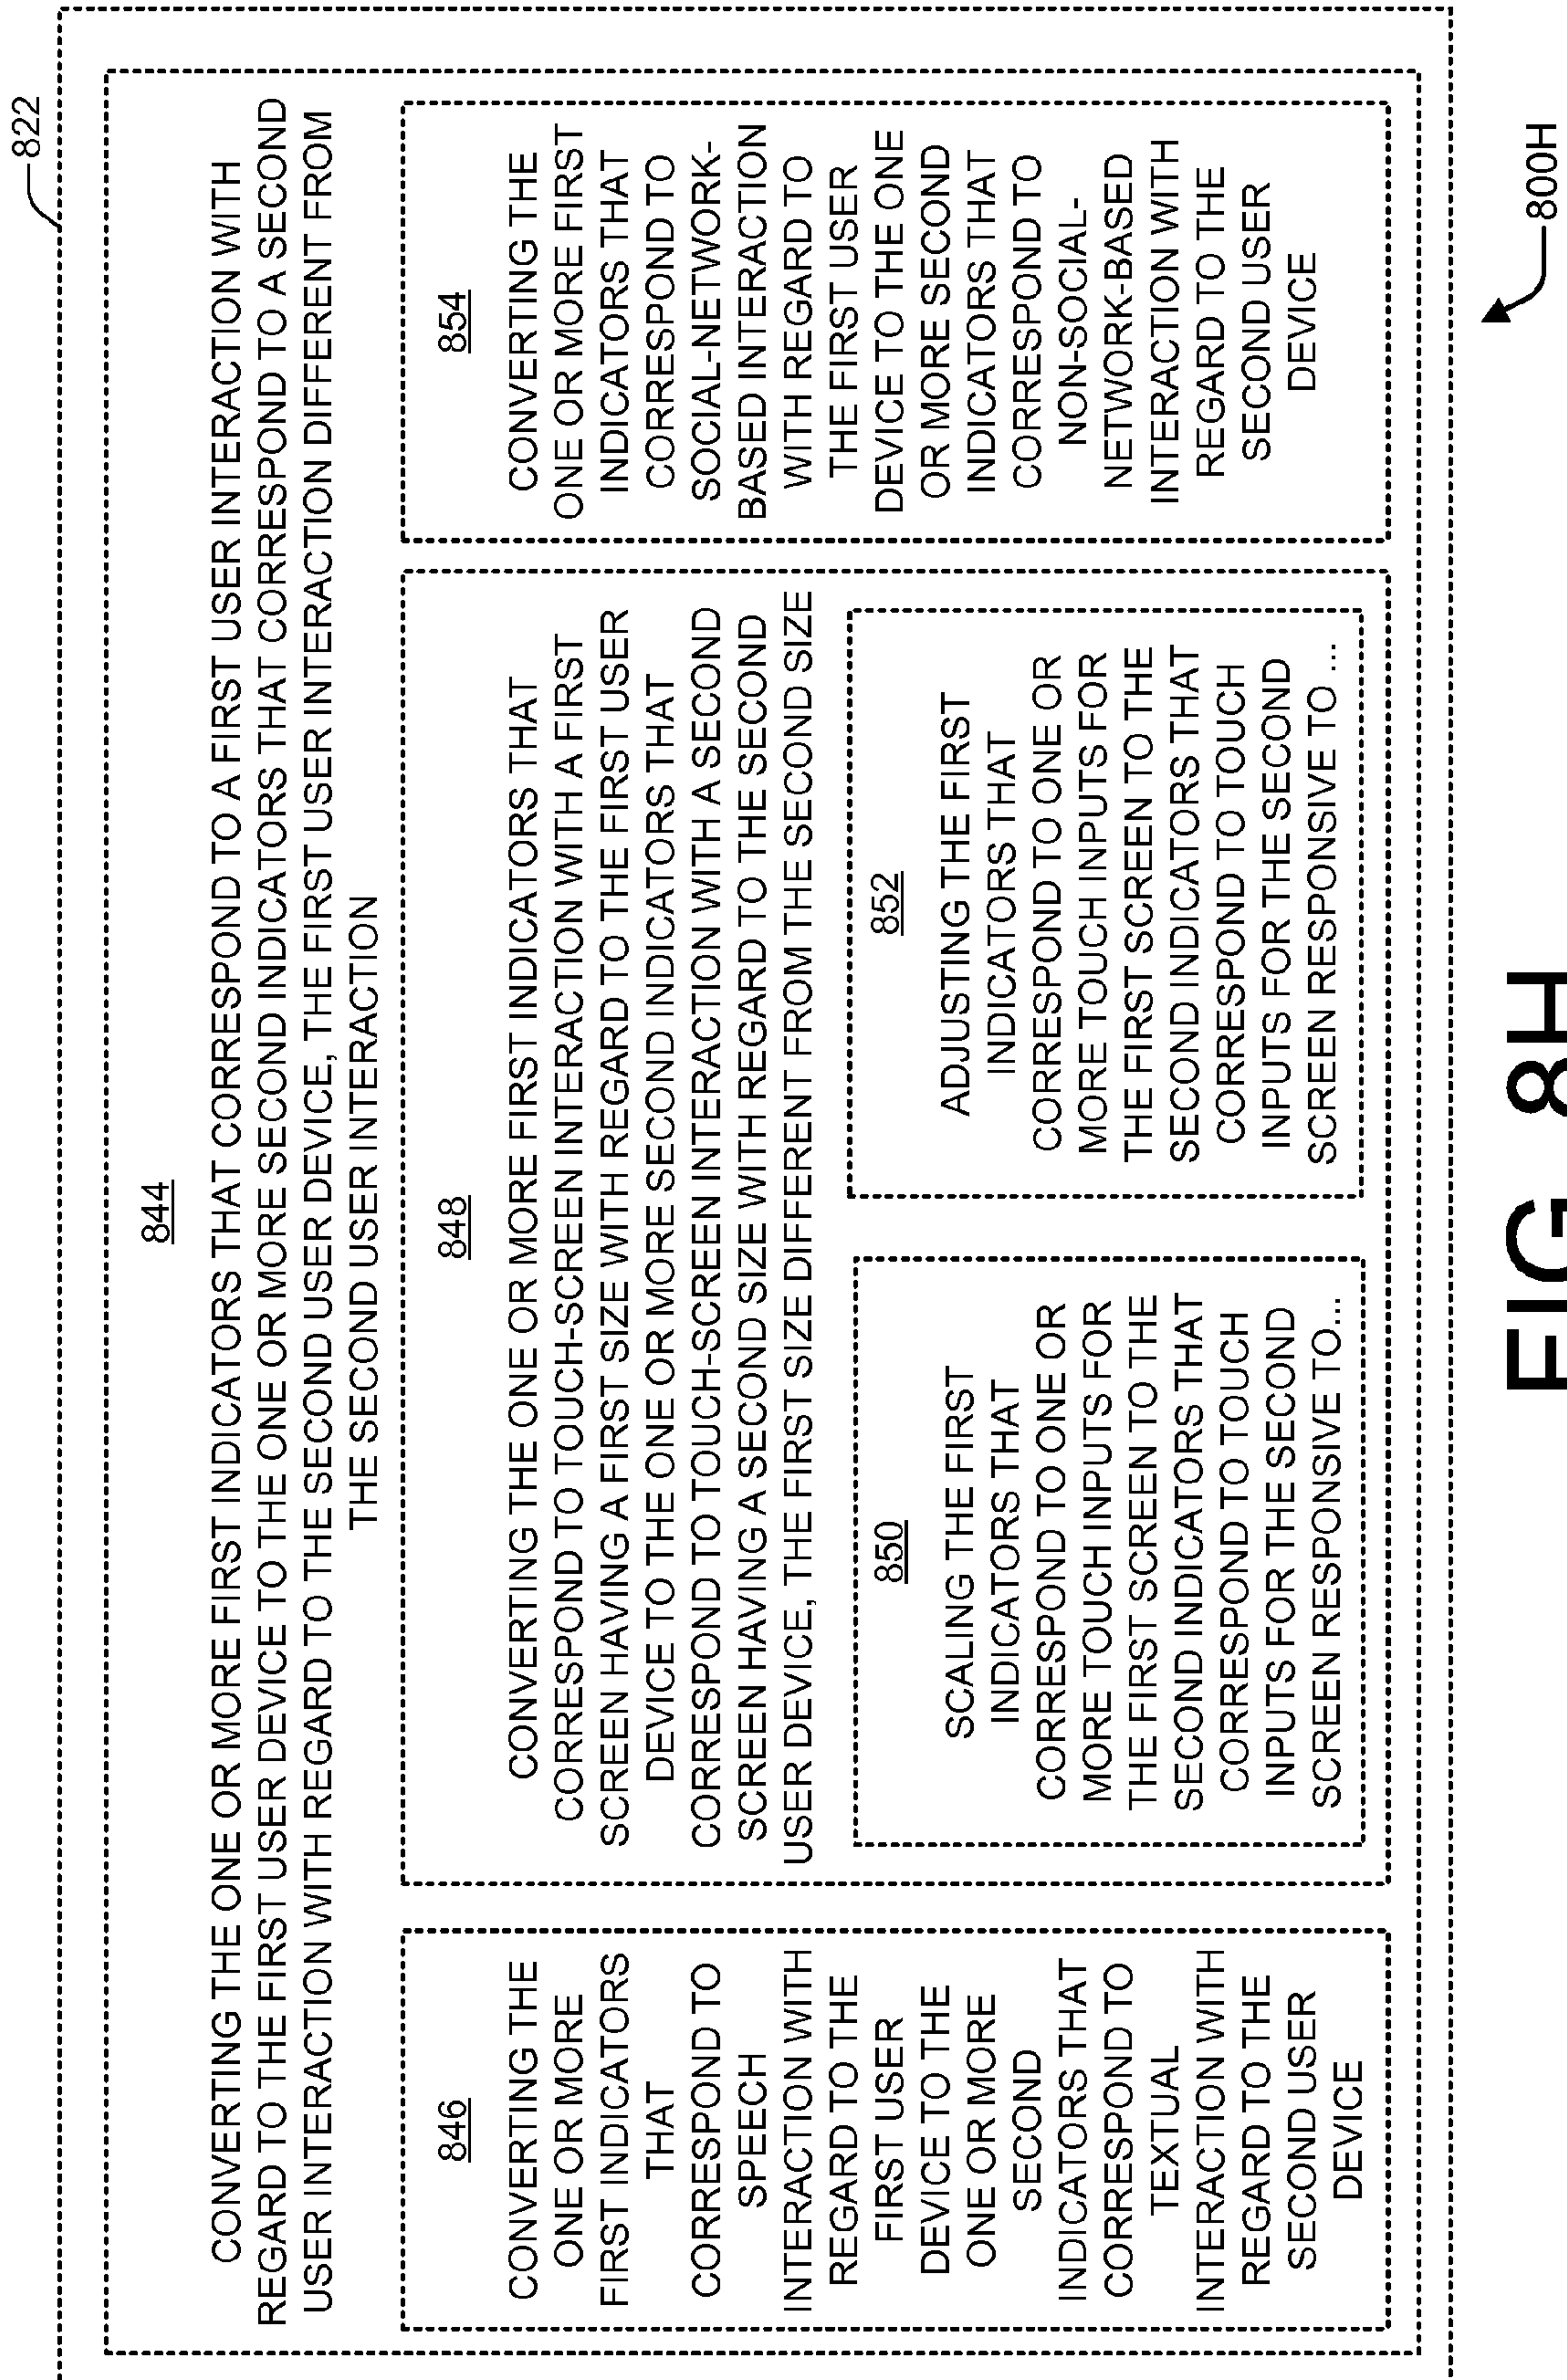 822
844
CONVERTING THE ONE OR MORE FIRST INDICATORS THAT CORRESPOND TO A FIRST USER INTERACTION WITH
REGARD TO THE FIRST USER DEVICE TO THE ONE OR MORE SECOND INDICATORS THAT CORRESPOND TO A SECOND
USER INTERACTION WITH REGARD TO THE SECOND USER DEVICE, THE FIRST USER INTERACTION DIFFERENT FROM
THE SECOND USER INTERACTION
846
CONVERTING THE
ONE OR MORE
FIRST INDICATORS
THAT
CORRESPOND TO
SPEECH
INTERACTION WITH
REGARD TO THE
FIRST USER
DEVICE TO THE
ONE OR MORE
SECOND
INDICATORS THAT
CORRESPOND TO
TEXTUAL
INTERACTION WITH
REGARD TO THE
SECOND USER
DEVICE
848
CONVERTING THE ONE OR MORE FIRST INDICATORS THAT
CORRESPOND TO TOUCH-SCREEN INTERACTION WITH A FIRST
SCREEN HAVING A FIRST SIZE WITH REGARD TO THE FIRST USER
DEVICE TO THE ONE OR MORE SECOND INDICATORS THAT
CORRESPOND TO TOUCH-SCREEN INTERACTION WITH A SECOND
SCREEN HAVING A SECOND SIZE WITH REGARD TO THE SECOND
USER DEVICE, THE FIRST SIZE DIFFERENT FROM THE SECOND SIZE
850
SCALING THE FIRST
INDICATORS THAT
CORRESPOND TO ONE OR
MORE TOUCH INPUTS FOR
THE FIRST SCREEN TO THE
SECOND INDICATORS THAT
CORRESPOND TO TOUCH
INPUTS FOR THE SECOND
SCREEN RESPONSIVE TO...
852
ADJUSTING THE FIRST
INDICATORS THAT
CORRESPOND TO ONE OR
MORE TOUCH INPUTS FOR
THE FIRST SCREEN TO THE
SECOND INDICATORS THAT
CORRESPOND TO TOUCH
INPUTS FOR THE SECOND
SCREEN RESPONSIVE TO ...
854
CONVERTING THE
ONE OR MORE FIRST
INDICATORS THAT
CORRESPOND TO
SOCIAL-NETWORK-
BASED INTERACTION
WITH REGARD TO
THE FIRST USER
DEVICE TO THE ONE
OR MORE SECOND
INDICATORS THAT
CORRESPOND TO
NON-SOCIAL-
NETWORK-BASED
INTERACTION WITH
REGARD TO THE
SECOND USER
DEVICE
800H
FIG. 8H